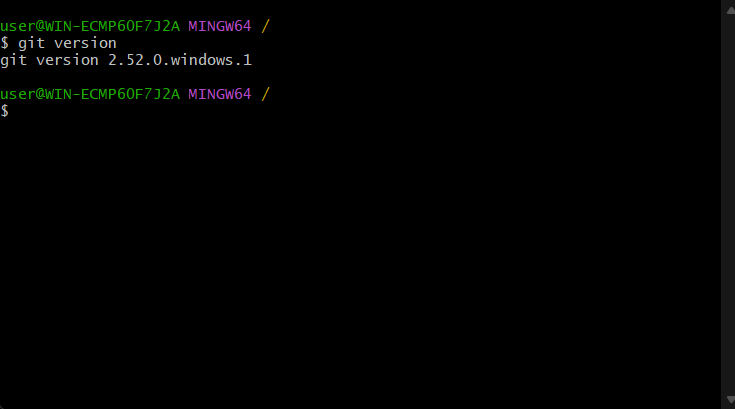 user@WIN-ECMP6OF7J2A MINGW64 /
$ git version
git version 2.52.0.windows.1
user@WIN-ECMP6OF7J2A MINGW64 /
$